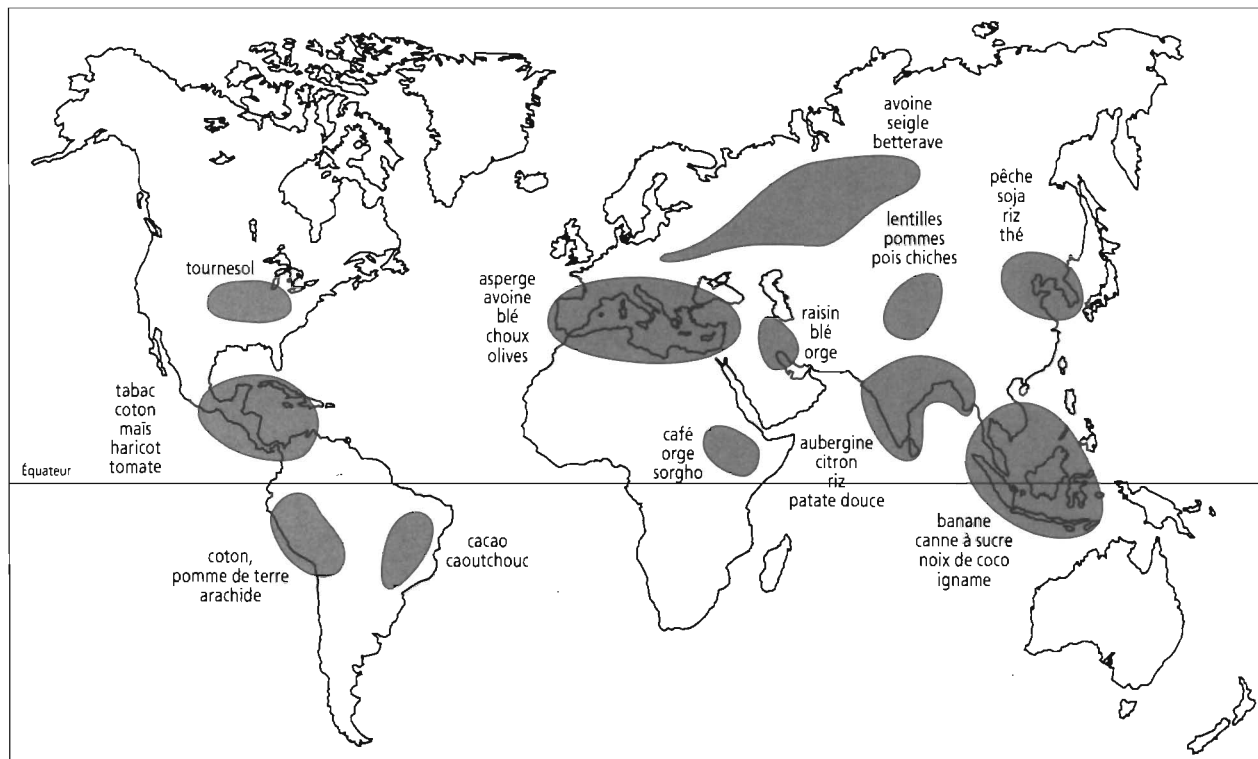 avoine
seigle
betterave
pêche
soja
riz
thé
lentilles
pommes
pois chiches
tournesol
asperge
avoine
blé
choux
olives
raisin
blé
orge
tabac
coton
maïs
haricot
tomate
café
orge
sorgho
aubergine
citron
riz
patate douce
Équateur
banane
canne à sucre
noix de coco
igname
cacao
caoutchouc
coton,
pomme de terre
arachide